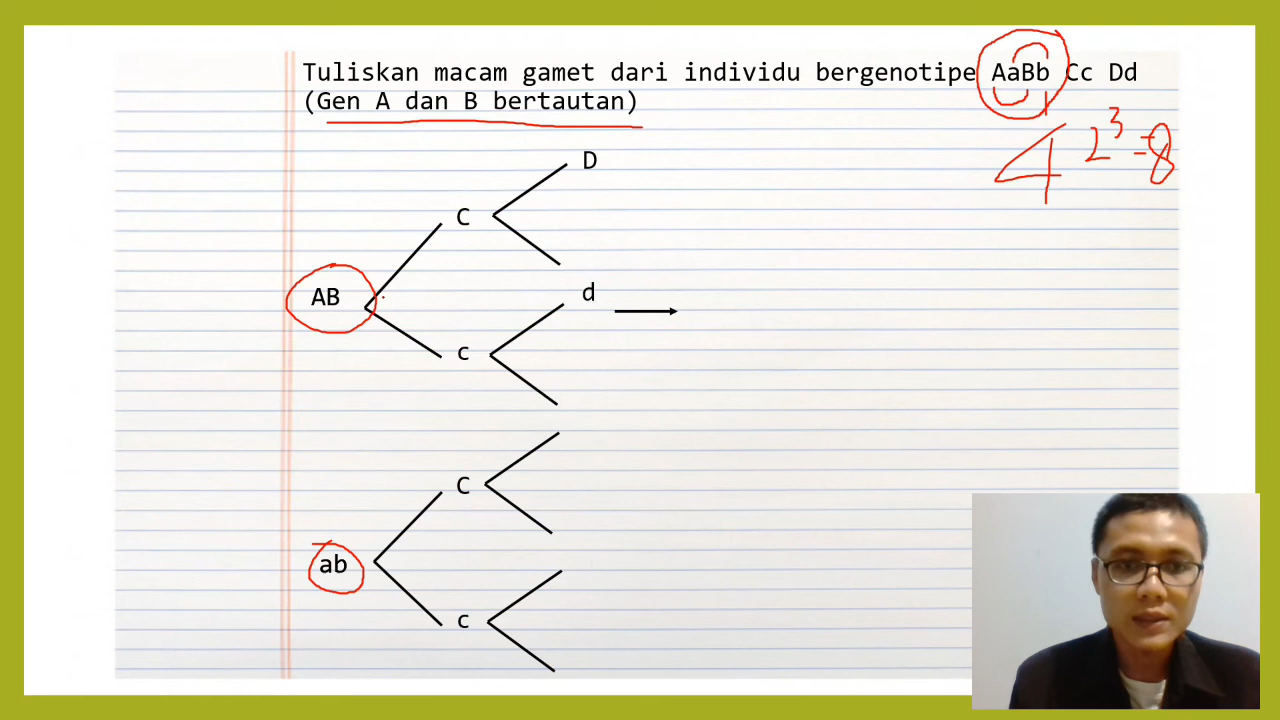 Tuliskan macam gamet dari individu bergenotipe AaBb Cc Dd
(Gen A dan B bertautan)
4 2³ = 8
D
C
AB
d
c
C
ab
c